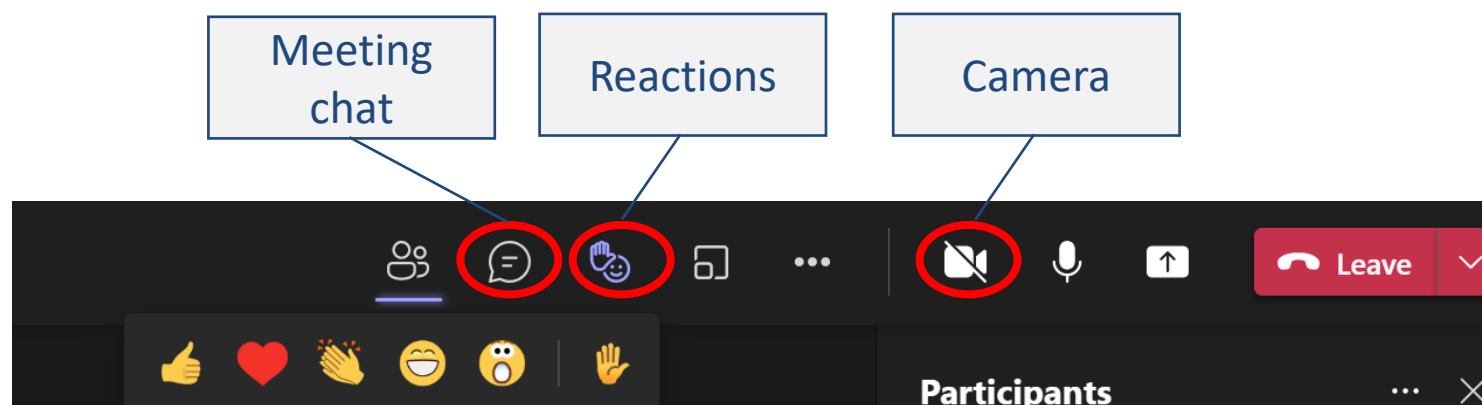 Meeting
chat
Reactions
Camera
Leave
Participants